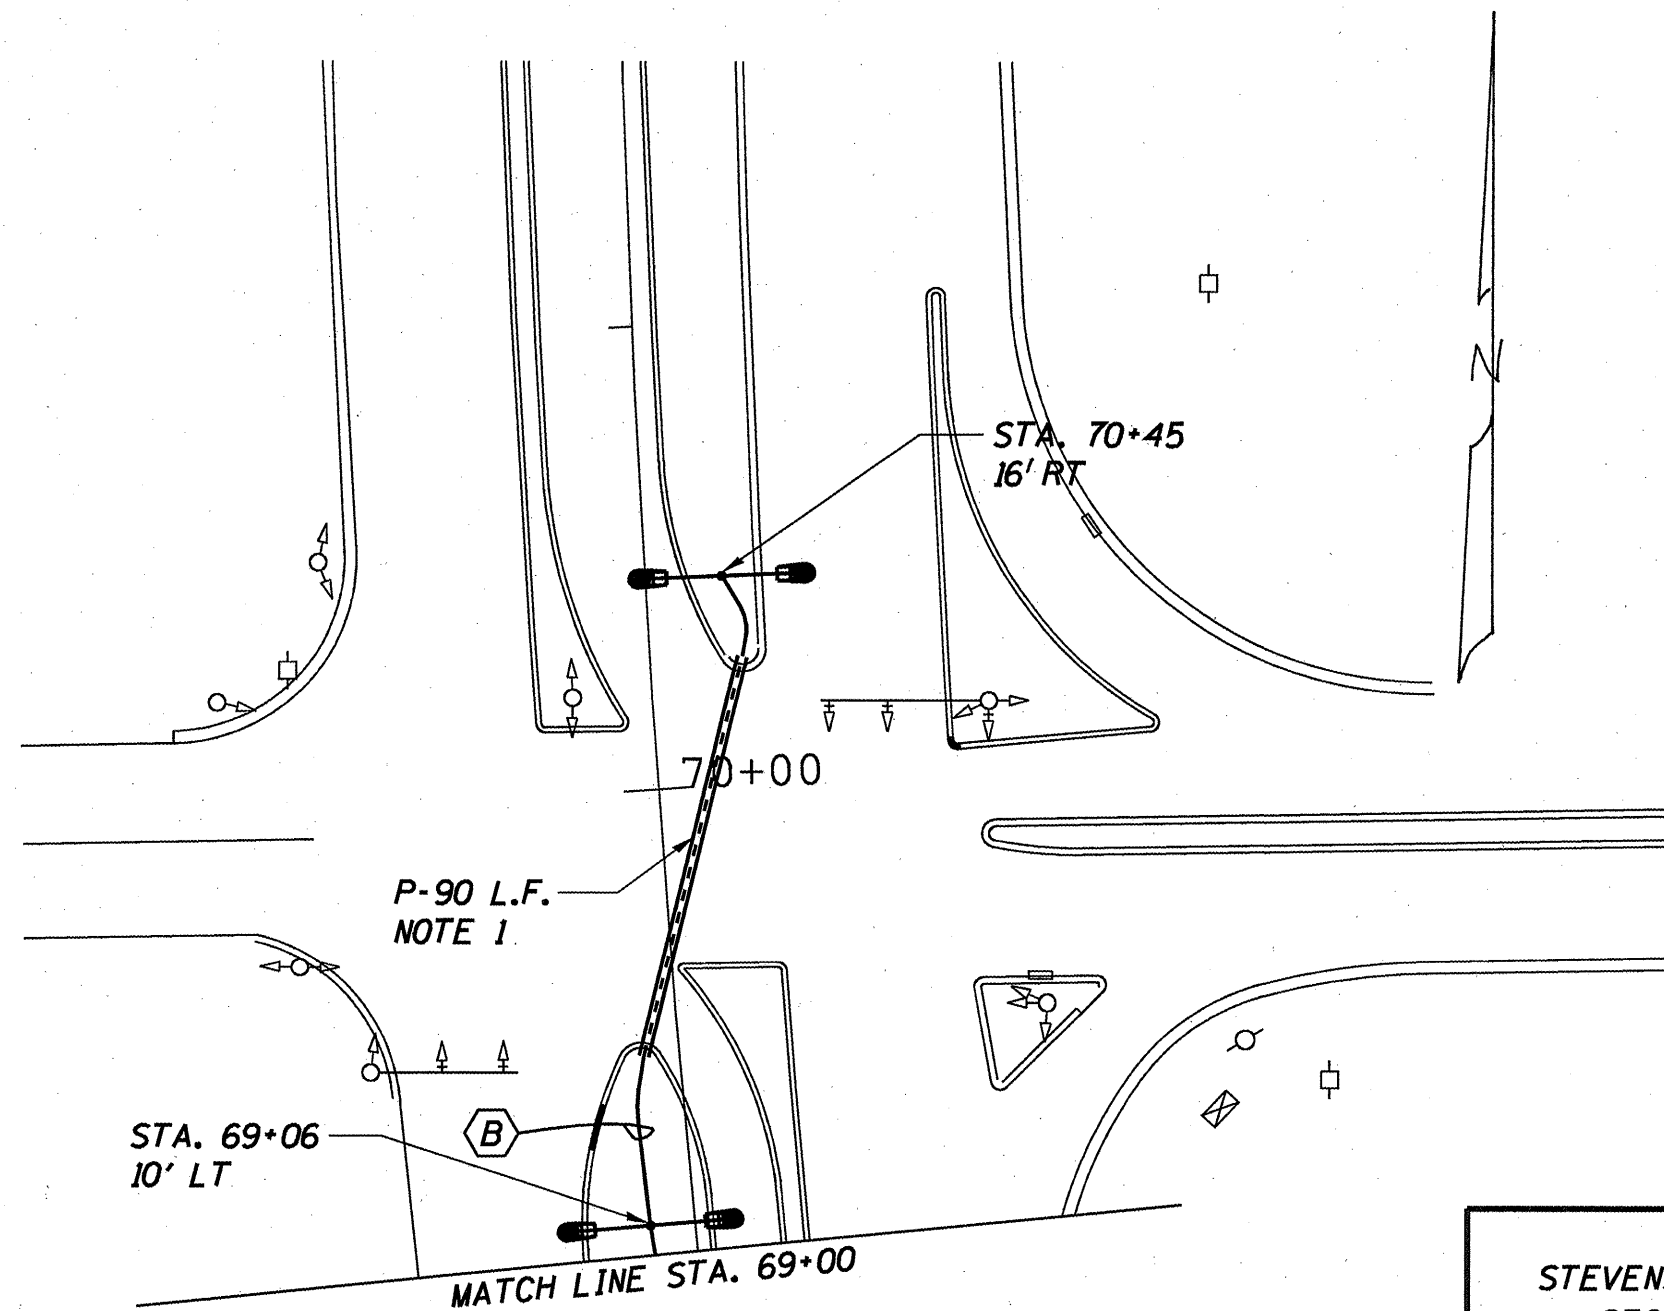 N
STA. 70+45
16' RT
70+00
P-90 L.F.
NOTE 1
B
STA. 69+06
10' LT
MATCH LINE STA. 69+00
STEVEN